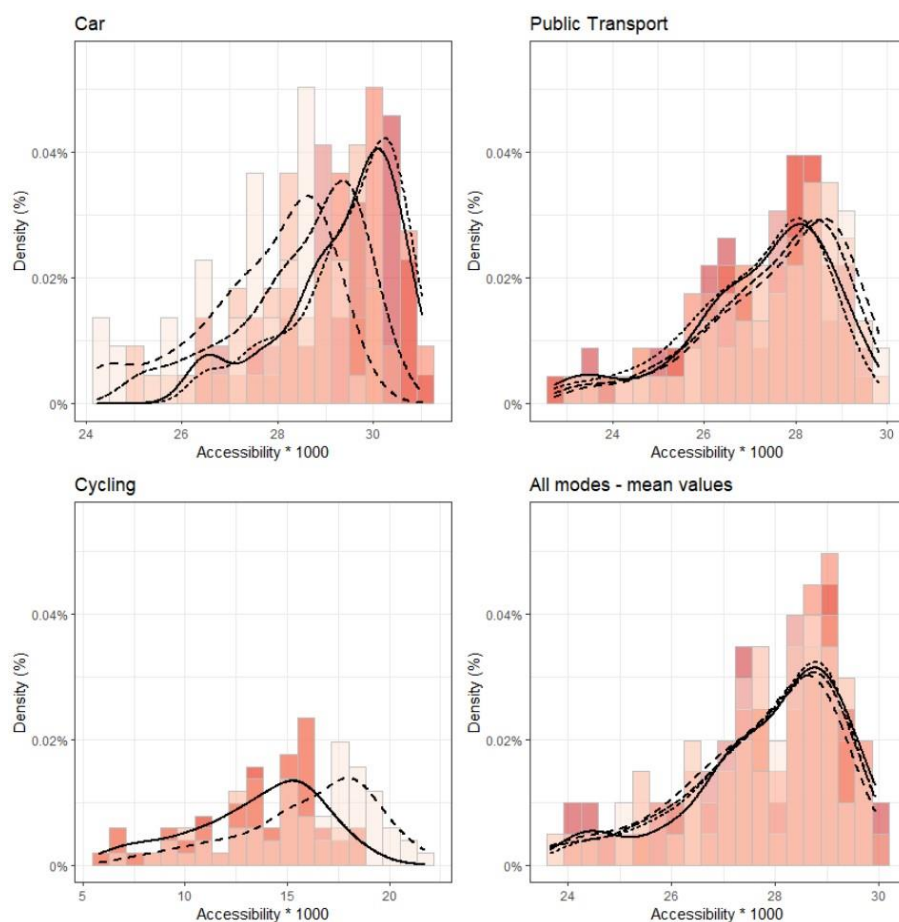 Car
Public Transport
0.04%
0.02%
0%
Density (%)
24 26 28 30
Accessibility * 1000
0.04%
0.02%
0%
Density (%)
24 26 28 30
Accessibility * 1000
Cycling
All modes - mean values
0.04%
0.02%
0%
Density (%)
5 10 15 20
Accessibility * 1000
0.04%
0.02%
0%
Density (%)
24 26 28 30
Accessibility * 1000